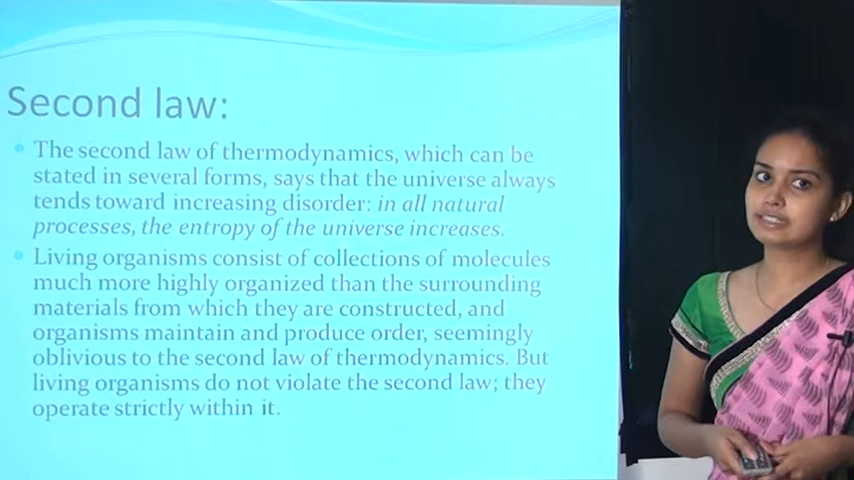 Second law:
The second law of thermodynamics, which can be
stated in several forms, says that the universe always
tends toward increasing disorder: in all natural
processes, the entropy of the universe increases.
Living organisms consist of collections of molecules
much more highly organized than the surrounding
materials from which they are constructed, and
organisms maintain and produce order, seemingly
oblivious to the second law of thermodynamics. But
living organisms do not violate the second law; they
operate strictly within it.